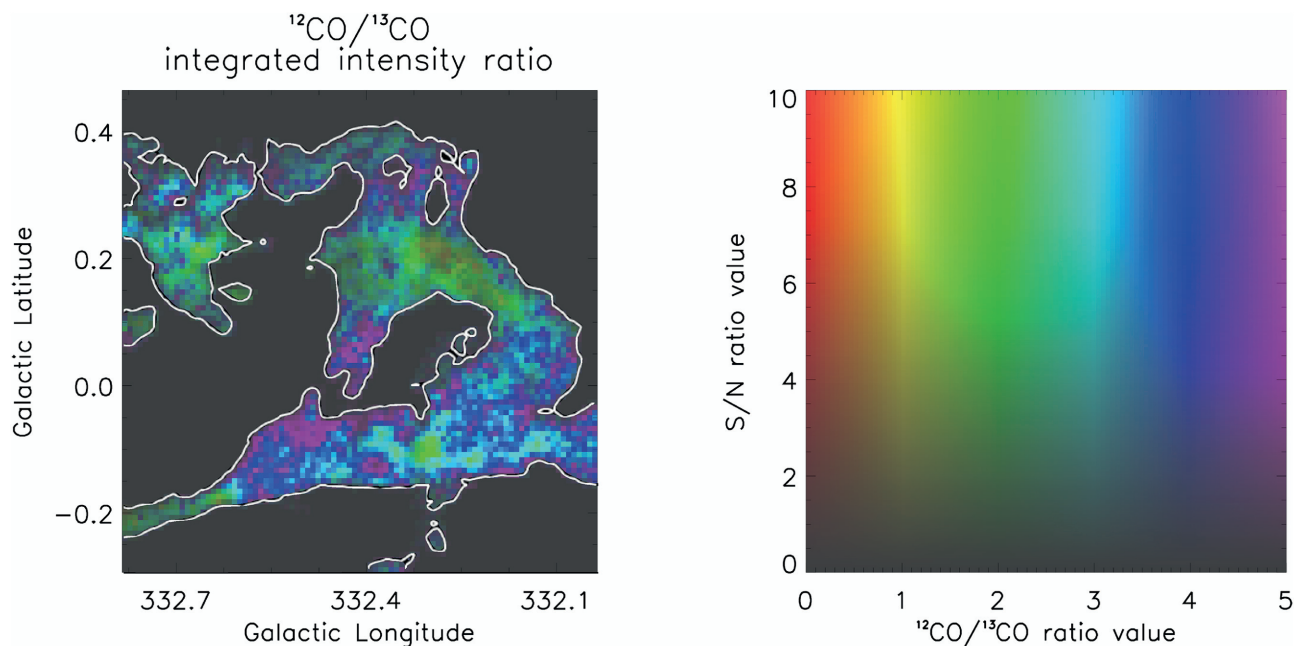 ¹²CO/¹³CO
integrated intensity ratio
Galactic Latitude
0.4
0.2
0.0
−0.2
332.7 332.4 332.1
Galactic Longitude
S/N ratio value
10
8
6
4
2
0
0 1 2 3 4 5
¹²CO/¹³CO ratio value